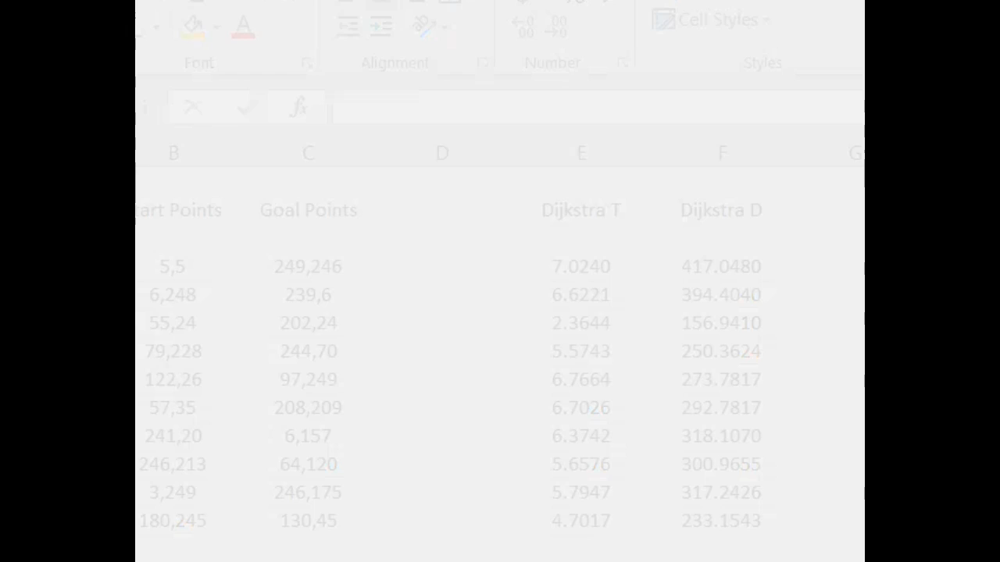 Cell Styles
Font Alignment Number Styles
fx
B C D E F G
tart Points Goal Points Dijkstra T Dijkstra D
5,5 249,246 7.0240 417.0480
6,248 239,6 6.6221 394.4040
55,24 202,24 2.3644 156.9410
79,228 244,70 5.5743 250.3624
122,26 97,249 6.7664 273.7817
57,35 208,209 6.7026 292.7817
241,20 6,157 6.3742 318.1070
246,213 64,120 5.6576 300.9655
3,249 246,175 5.7947 317.2426
180,245 130,45 4.7017 233.1543